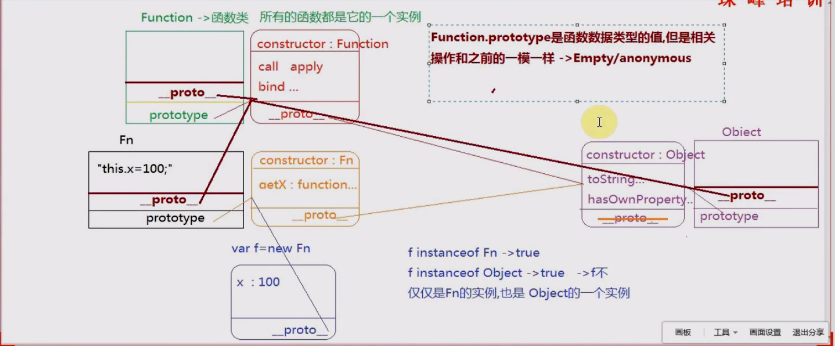 珠峰培训
Function ->函数类 所有的函数都是它的一个实例
constructor : Function
call apply
bind ...
__proto__
prototype
__proto__
Function.prototype是函数数据类型的值,但是相关
操作和之前的一模一样 ->Empty/anonymous
Fn
"this.x=100;"
__proto__
prototype
constructor : Fn
getX : function...
__proto__
Object
constructor : Object
toString...
hasOwnProperty..
__proto__
__proto__
prototype
var f=new Fn
x : 100
__proto__
f instanceof Fn ->true
f instanceof Object ->true ->f不
仅仅是Fn的实例,也是 Object的一个实例
画板 工具 画面设置 退出分享